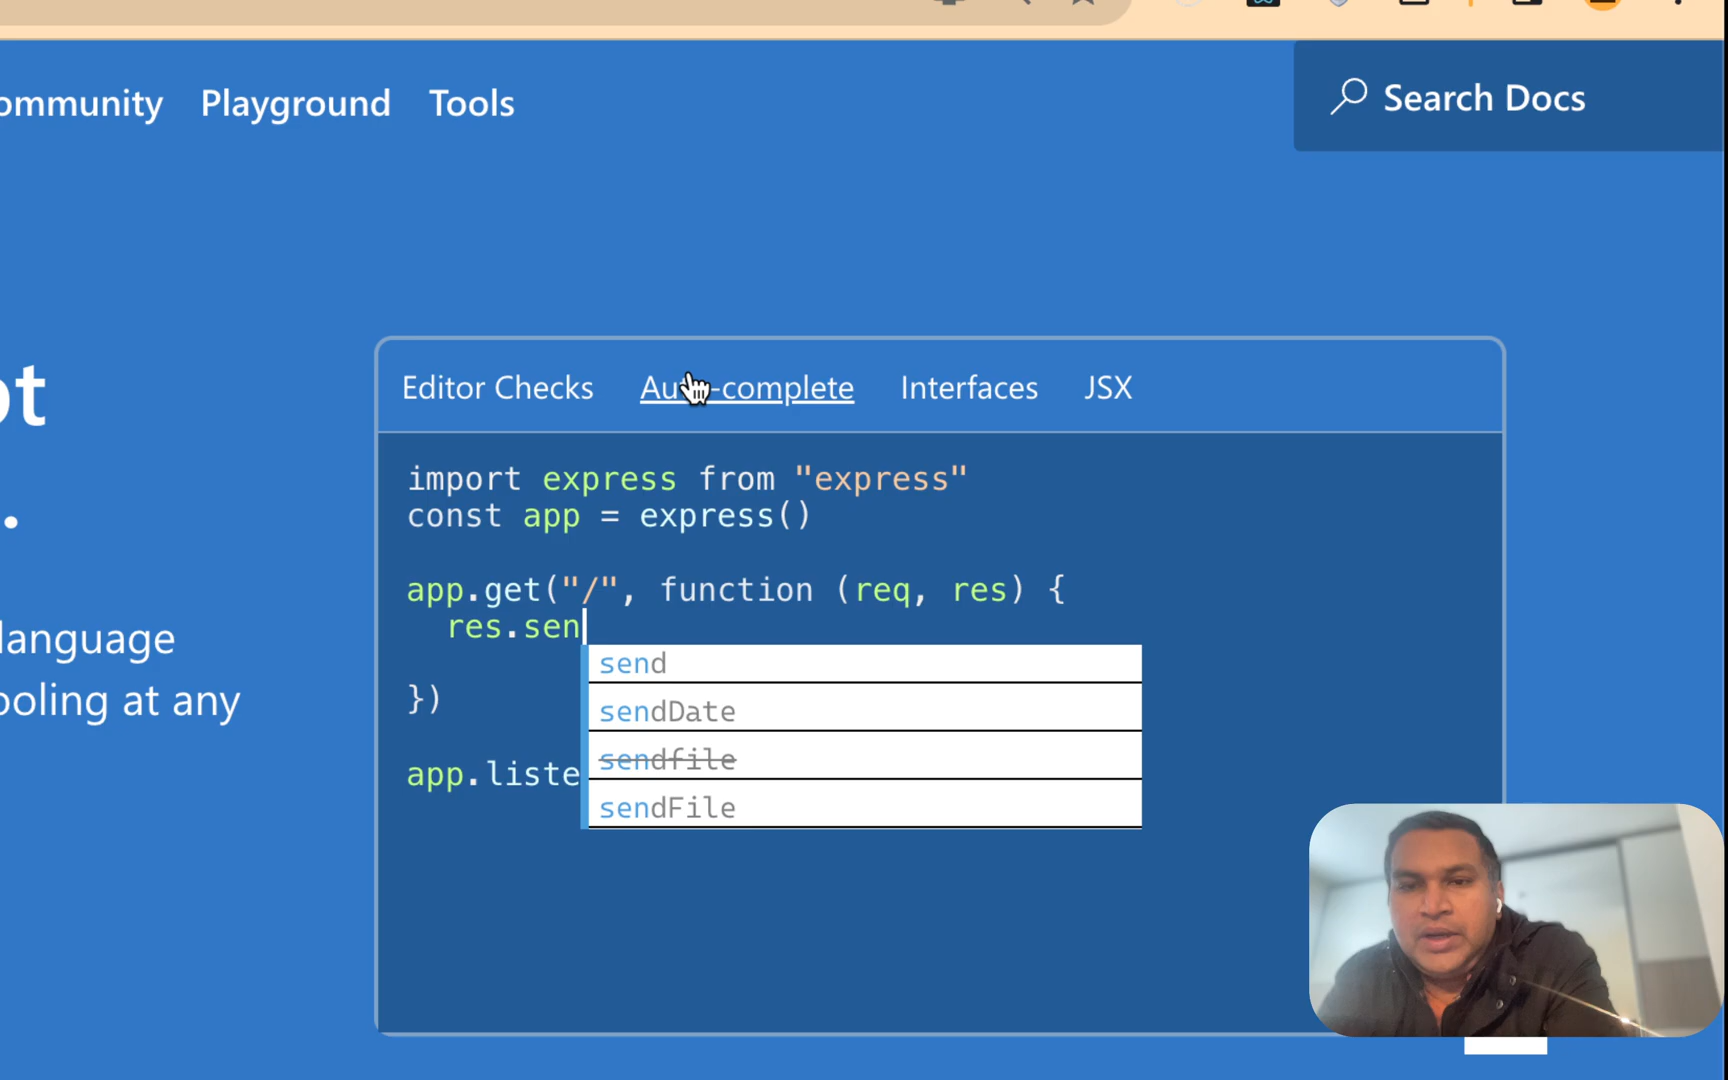 ommunity Playground Tools
Search Docs
pt
.
language
ooling at any
Editor Checks Auto-complete Interfaces JSX
import express from "express"
const app = express()
app.get("/", function (req, res) {
res.sen
send
sendDate
sendfile
sendFile
})
app.liste